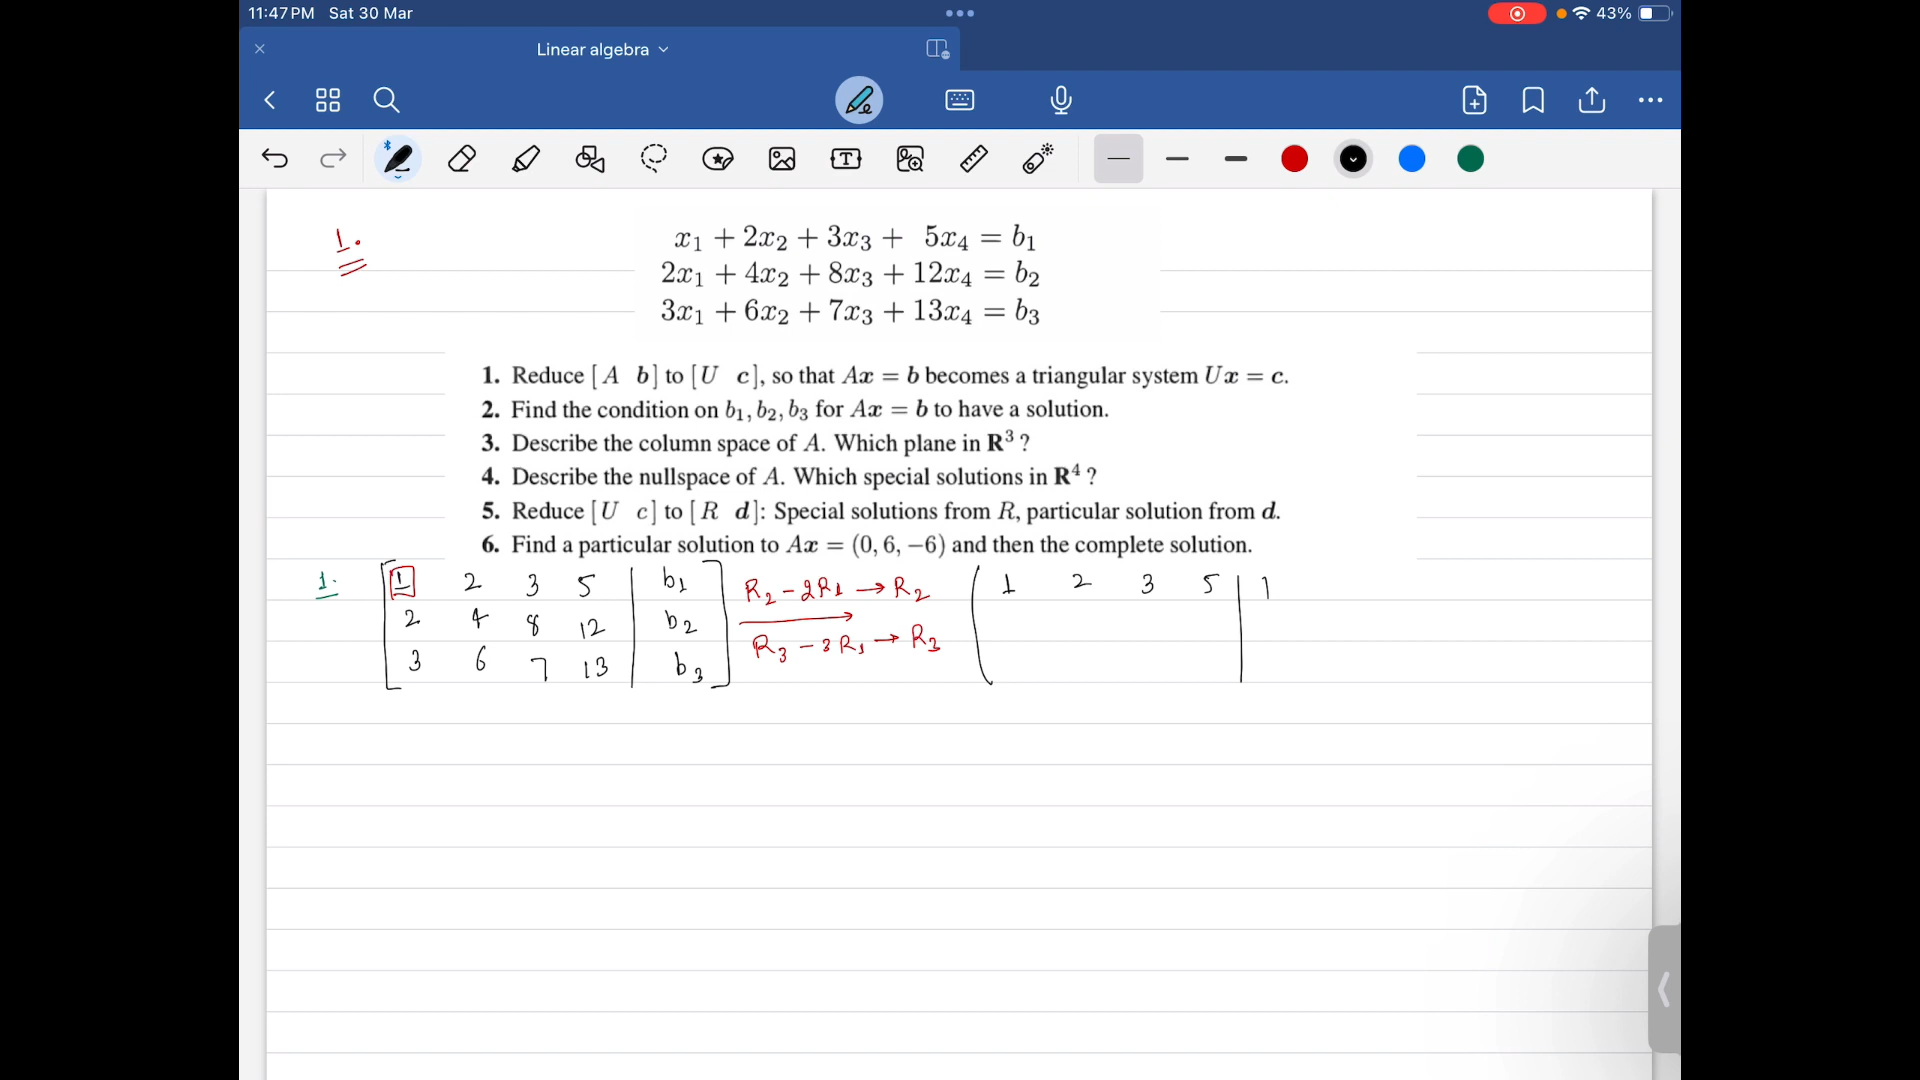 11:47 PM Sat 30 Mar
43%
Linear algebra
T
1.
x₁ + 2x₂ + 3x₃ + 5x₄ = b₁
2x₁ + 4x₂ + 8x₃ + 12x₄ = b₂
3x₁ + 6x₂ + 7x₃ + 13x₄ = b₃
1. Reduce [A b] to [U c], so that Ax = b becomes a triangular system Ux = c.
2. Find the condition on b₁, b₂, b₃ for Ax = b to have a solution.
3. Describe the column space of A. Which plane in R³ ?
4. Describe the nullspace of A. Which special solutions in R⁴ ?
5. Reduce [U c] to [R d]: Special solutions from R, particular solution from d.
6. Find a particular solution to Ax = (0, 6, −6) and then the complete solution.
1. [1 2 3 5 | b₁] R₂ − 2R₁ → R₂ ( 1 2 3 5 | 1
2 4 8 12 | b₂
3 6 7 13 | b₃ R₃ − 3R₁ → R₃